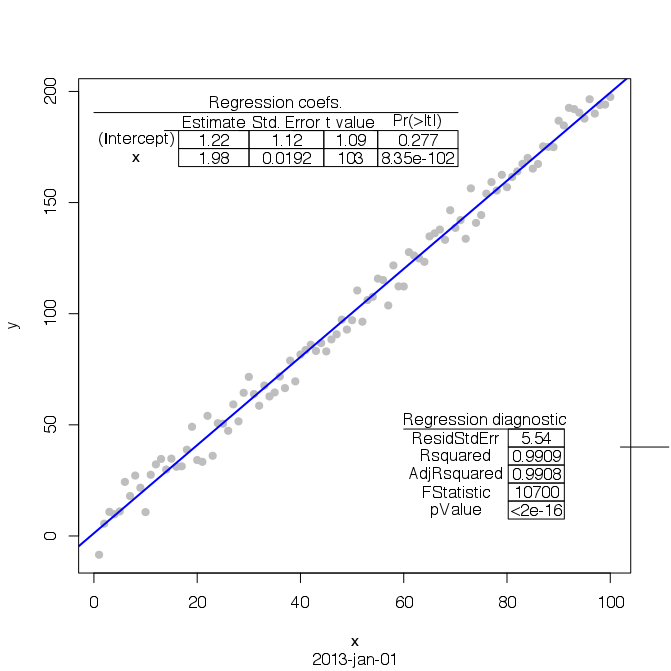 Regression coefs.
Estimate Std. Error t value Pr(>|t|)
(Intercept) 1.22 1.12 1.09 0.277
x 1.98 0.0192 103 8.35e-102
200
150
100
50
0
y
Regression diagnostic
ResidStdErr 5.54
Rsquared 0.9909
AdjRsquared 0.9908
FStatistic 10700
pValue <2e-16
0 20 40 60 80 100
x
2013-jan-01